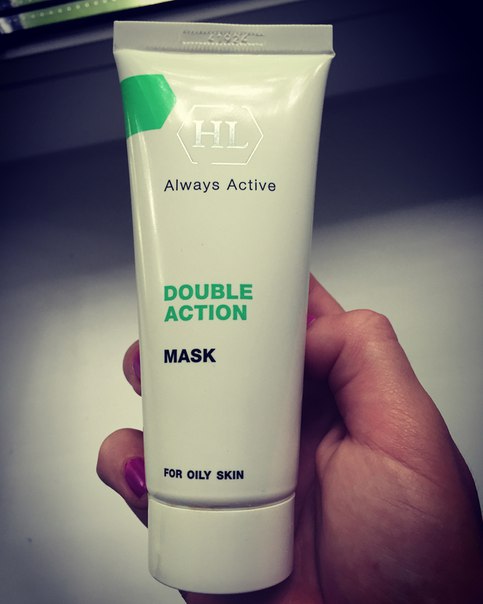 HL
Always Active
DOUBLE
ACTION
MASK
FOR OILY SKIN